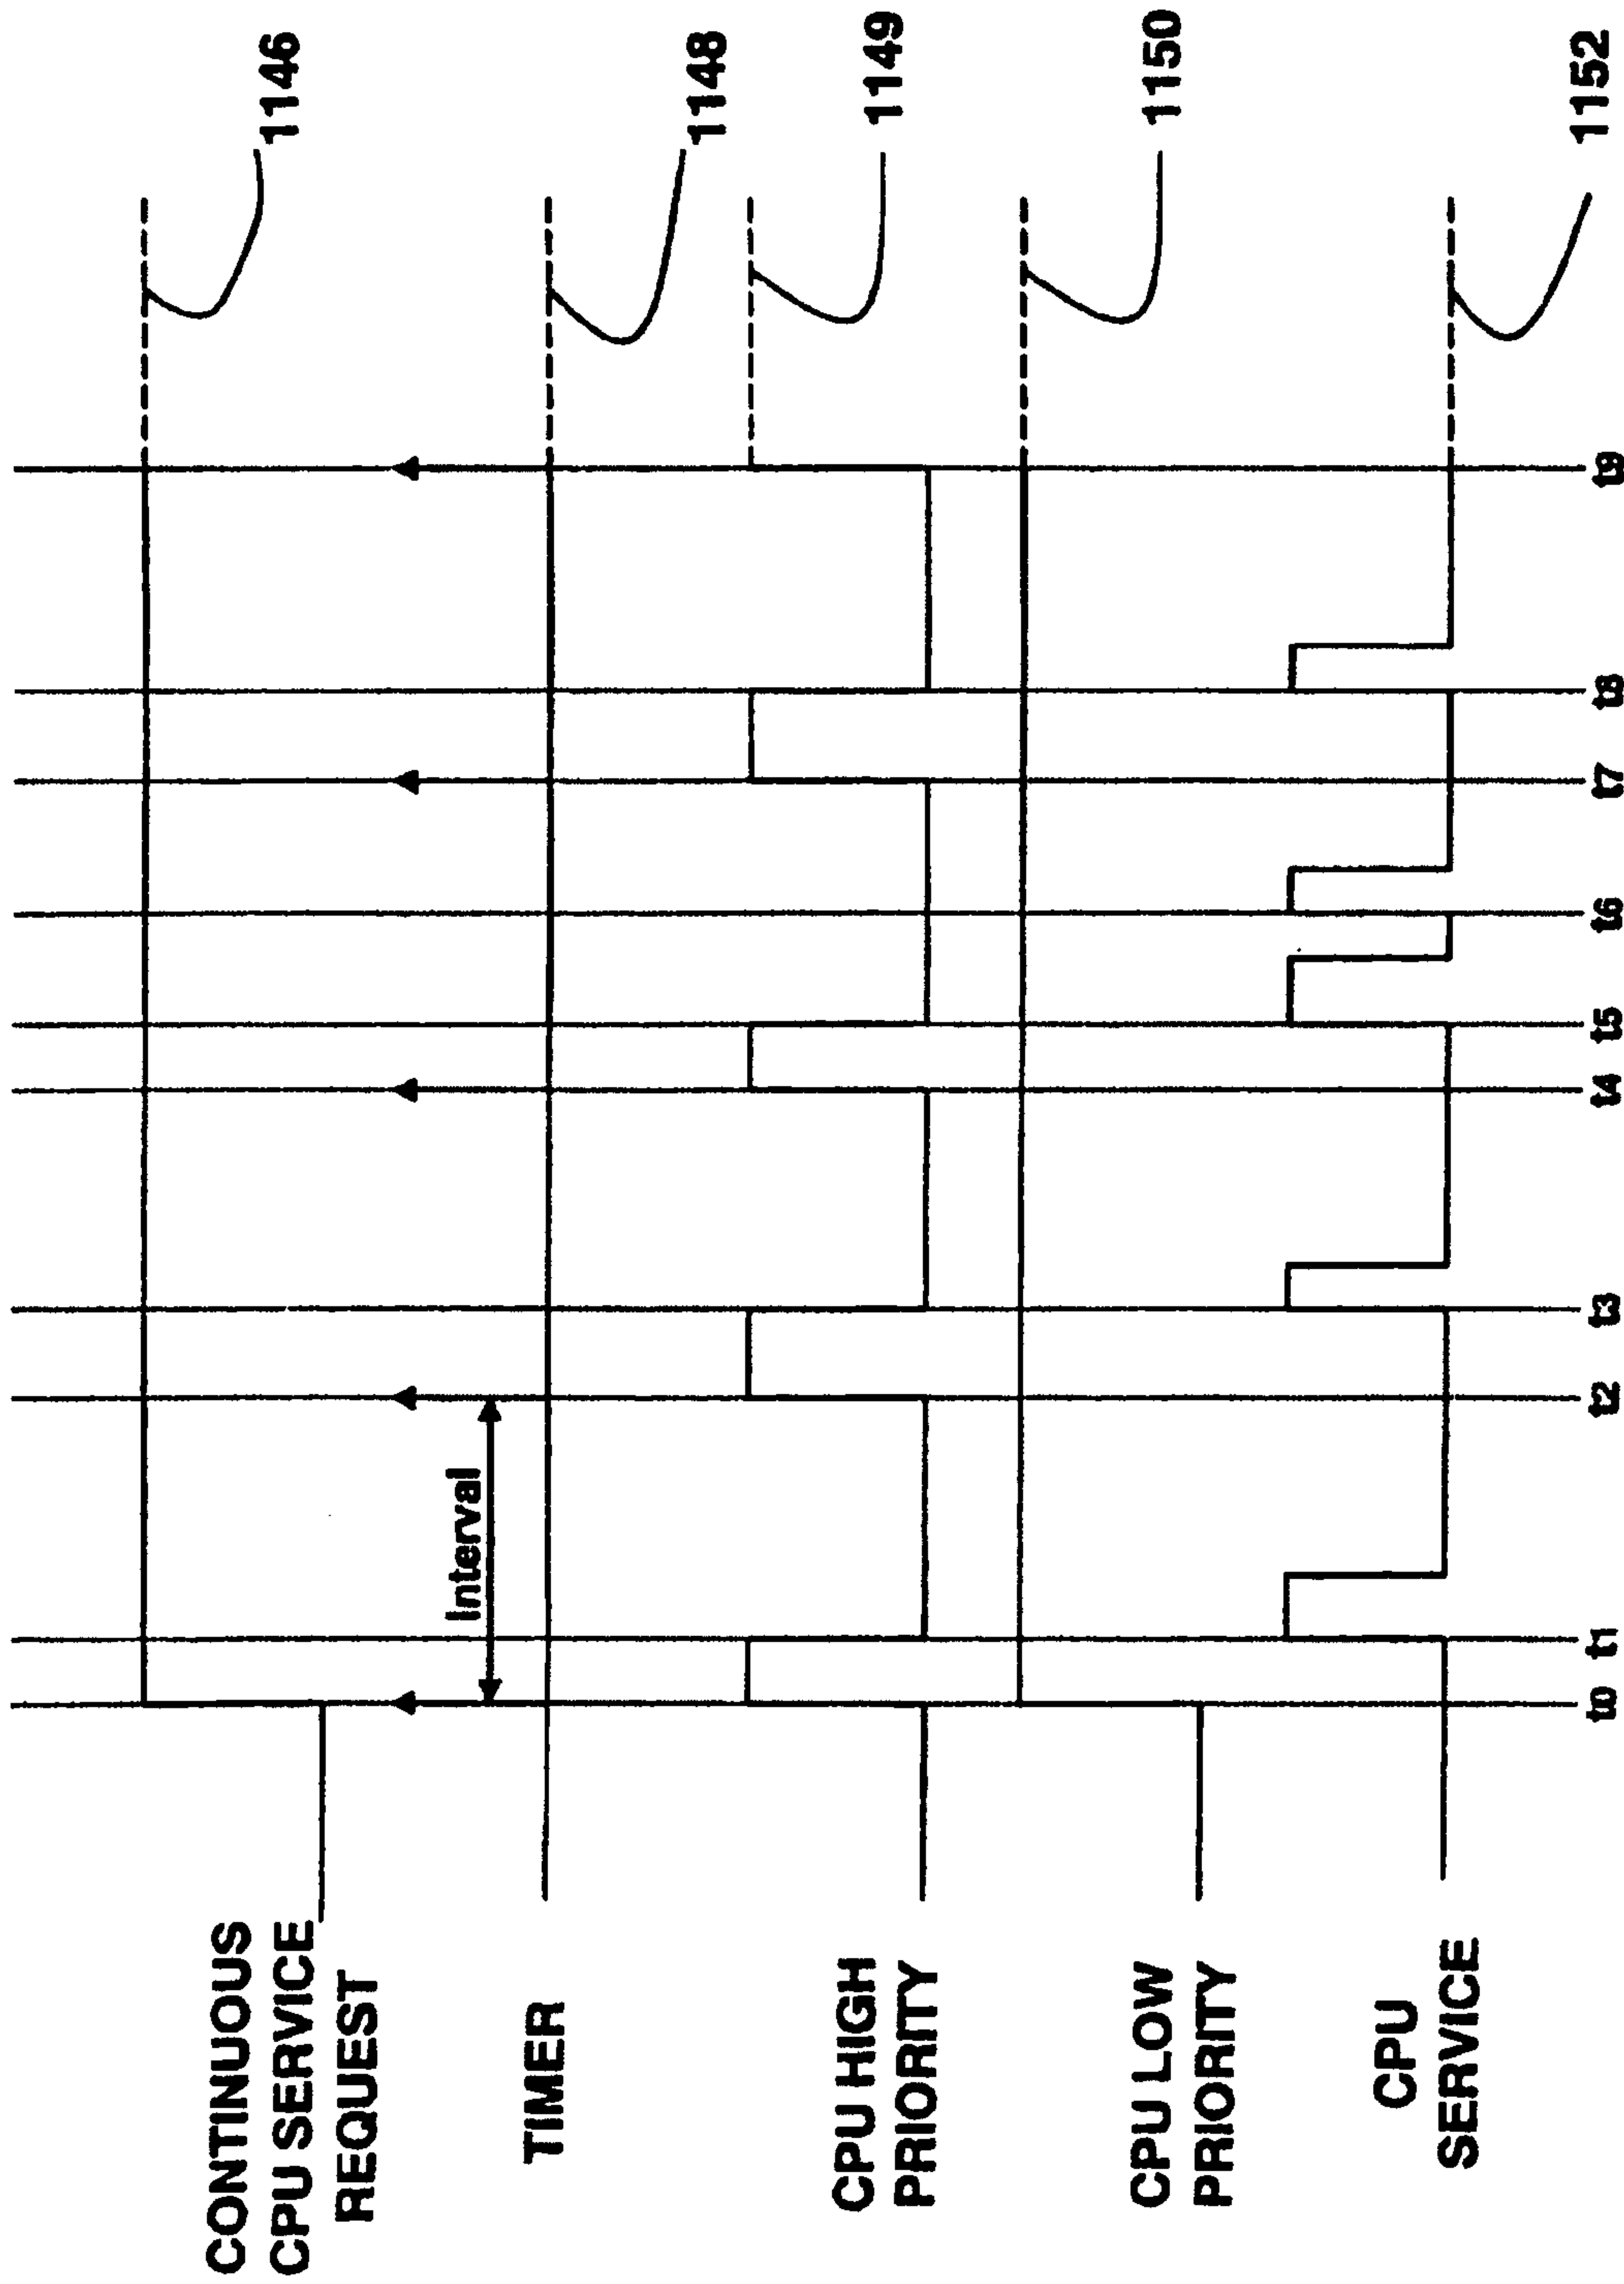 CONTINUOUS
CPU SERVICE
REQUEST
1146
Interval
TIMER
1148
CPU HIGH
PRIORITY
1149
CPU LOW
PRIORITY
1150
CPU
SERVICE
1152
t0 t1 t2 t3 t4 t5 t6 t7 t8 t9